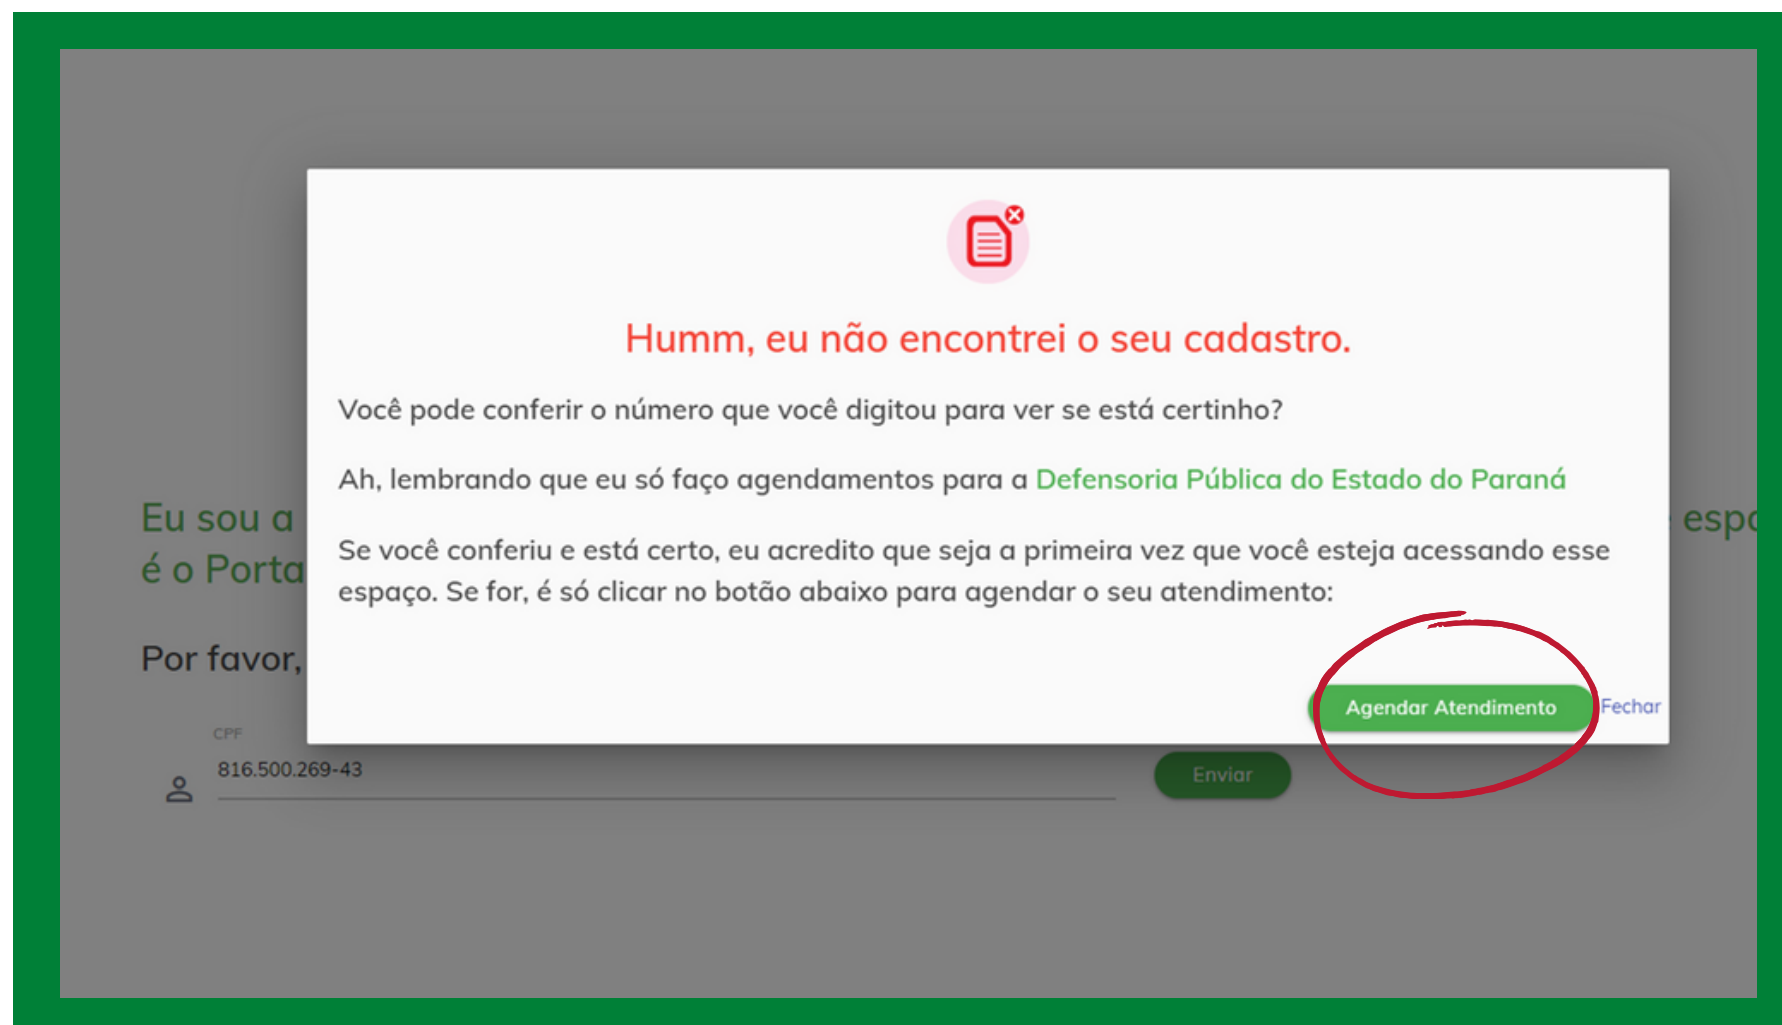 Humm, eu não encontrei o seu cadastro.
Você pode conferir o número que você digitou para ver se está certinho?
Ah, lembrando que eu só faço agendamentos para a Defensoria Pública do Estado do Paraná
Se você conferiu e está certo, eu acredito que seja a primeira vez que você esteja acessando esse
espaço. Se for, é só clicar no botão abaixo para agendar o seu atendimento:
Agendar Atendimento Fechar
Eu sou a
é o
Por favor,
CPF
816.500.269-43
Enviar